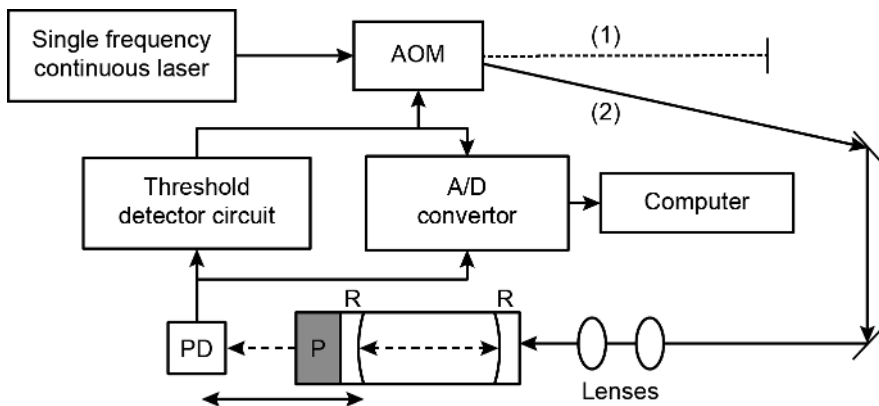 Single frequency
continuous laser
AOM
(1)
(2)
Threshold
detector circuit
A/D
convertor
Computer
R
R
PD
P
Lenses